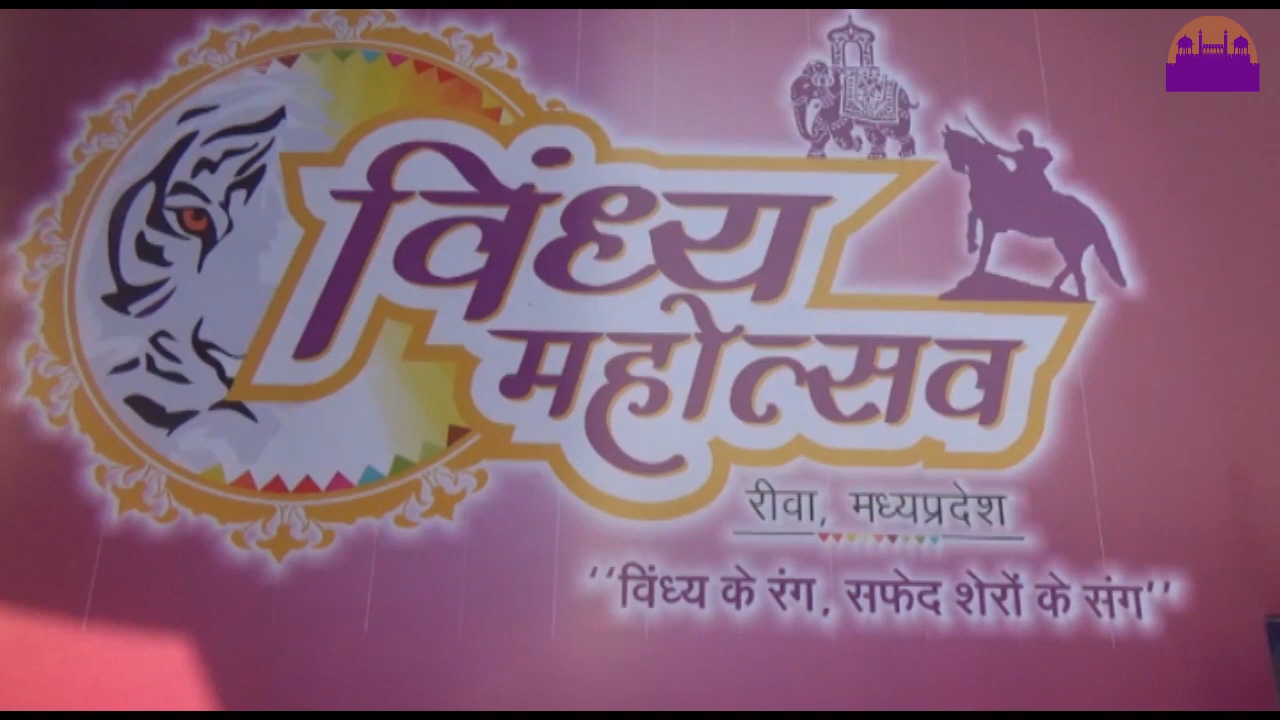 विंध्य
महोत्सव
रीवा, मध्यप्रदेश
‘‘विंध्य के रंग, सफेद शेरों के संग’’